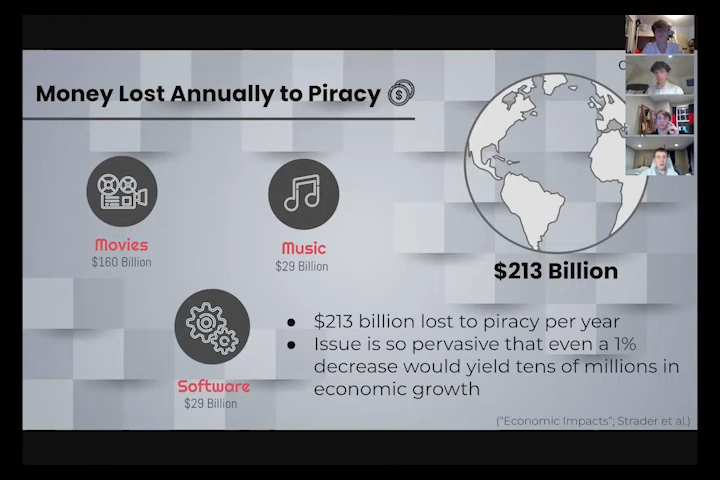 Money Lost Annually to Piracy
$
Movies
$160 Billion
Music
$29 Billion
$213 Billion
Software
$29 Billion
• $213 billion lost to piracy per year
• Issue is so pervasive that even a 1%
decrease would yield tens of millions in
economic growth
("Economic Impacts"; Strader et al.)